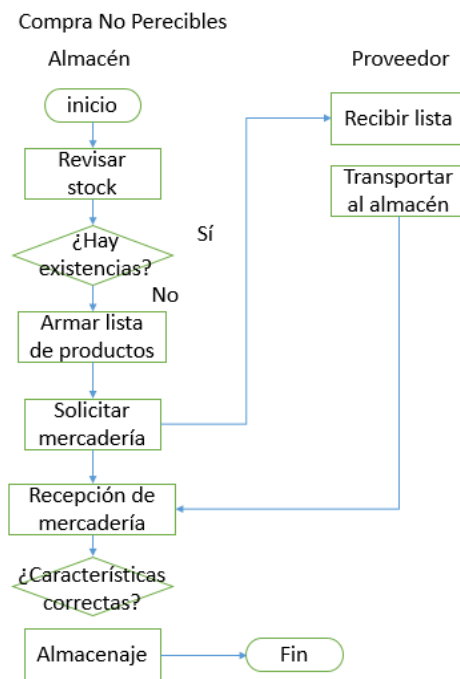 Compra No Perecibles
Almacén
Proveedor
inicio
Recibir lista
Revisar
stock
Transportar
al almacén
¿Hay
existencias?
Sí
No
Armar lista
de productos
Solicitar
mercadería
Recepción de
mercadería
¿Características
correctas?
Almacenaje
Fin